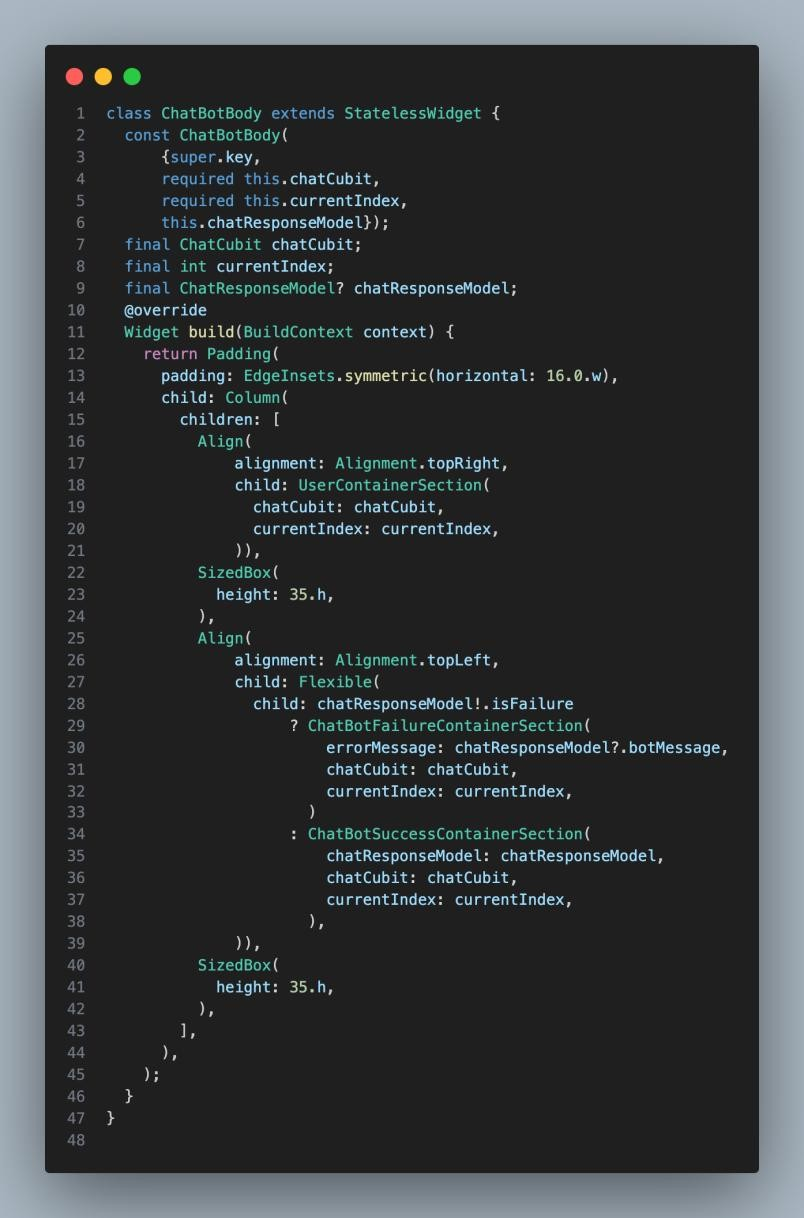 1 class ChatBotBody extends StatelessWidget {
2   const ChatBotBody(
3       {super.key,
4       required this.chatCubit,
5       required this.currentIndex,
6       this.chatResponseModel});
7   final ChatCubit chatCubit;
8   final int currentIndex;
9   final ChatResponseModel? chatResponseModel;
10   @override
11   Widget build(BuildContext context) {
12     return Padding(
13       padding: EdgeInsets.symmetric(horizontal: 16.0.w),
14       child: Column(
15         children: [
16           Align(
17               alignment: Alignment.topRight,
18               child: UserContainerSection(
19                 chatCubit: chatCubit,
20                 currentIndex: currentIndex,
21               )),
22           SizedBox(
23             height: 35.h,
24           ),
25           Align(
26               alignment: Alignment.topLeft,
27               child: Flexible(
28                 child: chatResponseModel!.isFailure
29                     ? ChatBotFailureContainerSection(
30                         errorMessage: chatResponseModel?.botMessage,
31                         chatCubit: chatCubit,
32                         currentIndex: currentIndex,
33                       )
34                     : ChatBotSuccessContainerSection(
35                         chatResponseModel: chatResponseModel,
36                         chatCubit: chatCubit,
37                         currentIndex: currentIndex,
38                       ),
39               )),
40           SizedBox(
41             height: 35.h,
42           ),
43         ],
44       ),
45     );
46   }
47 }
48